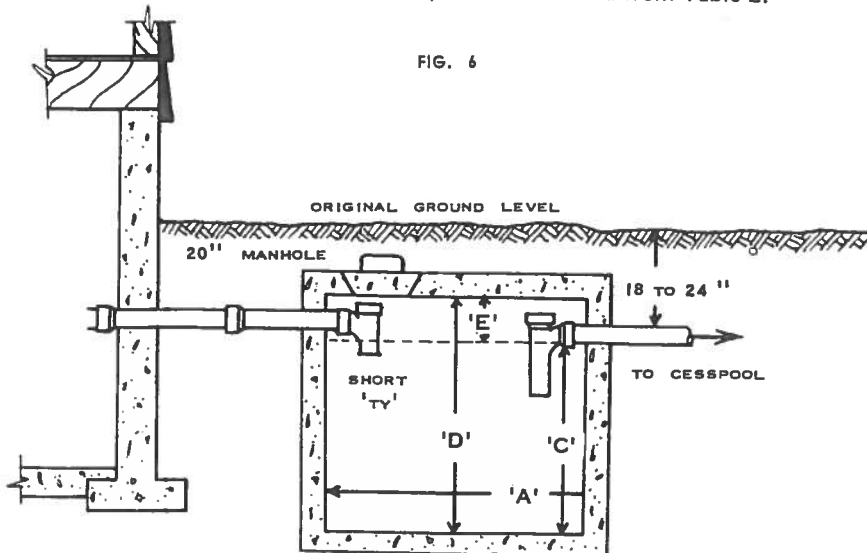 FIG. 6
ORIGINAL GROUND LEVEL
20" MANHOLE
18 TO 24 "
'E'
TO CESSPOOL
SHORT
'TY'
'D'
'C'
'A'